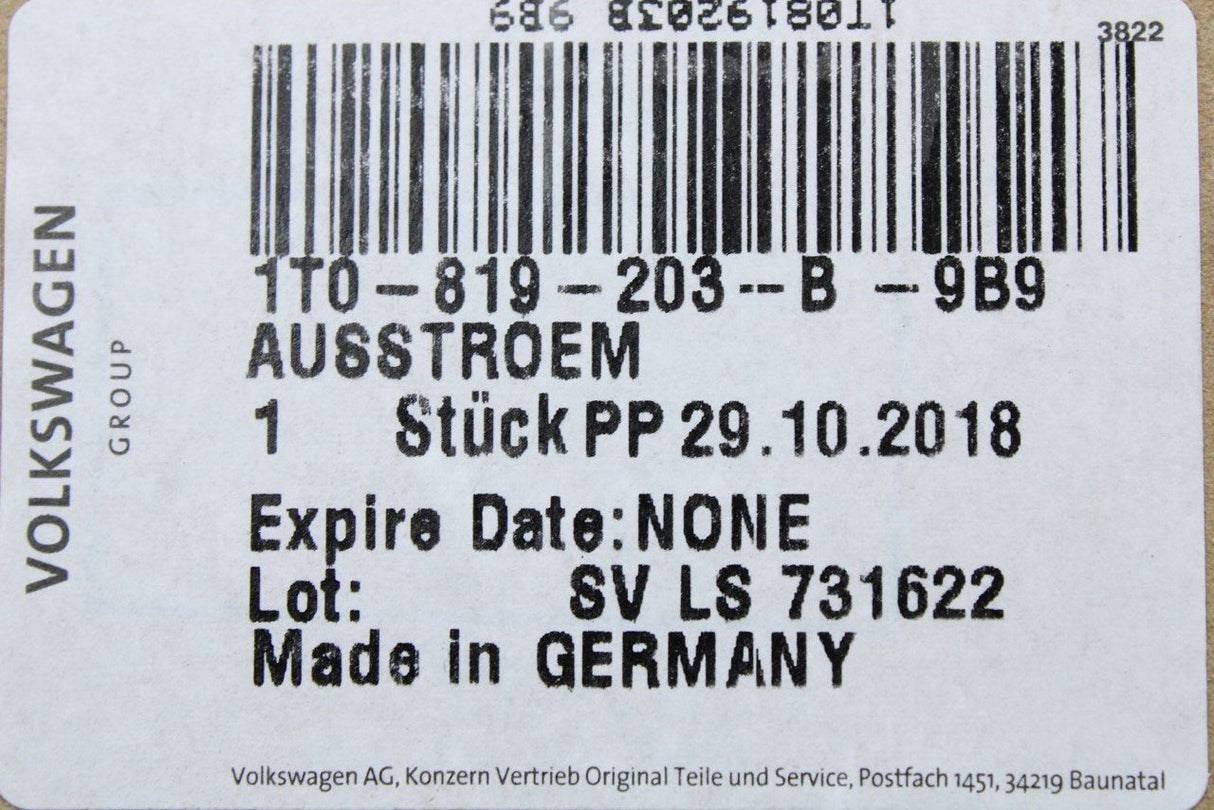 1T0819203B 9B9
3822
1T0-819-203--B -9B9
AUSSTROEM
1 Stück PP 29.10.2018
Expire Date:NONE
Lot: SV LS 731622
Made in GERMANY
VOLKSWAGEN
GROUP
Volkswagen AG, Konzern Vertrieb Original Teile und Service, Postfach 1451, 34219 Baunatal